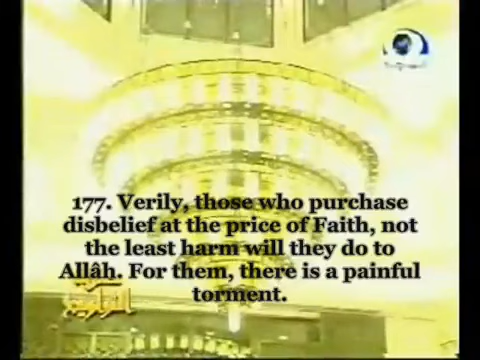 177. Verily, those who purchase
disbelief at the price of Faith, not
the least harm will they do to
Allâh. For them, there is a painful
torment.